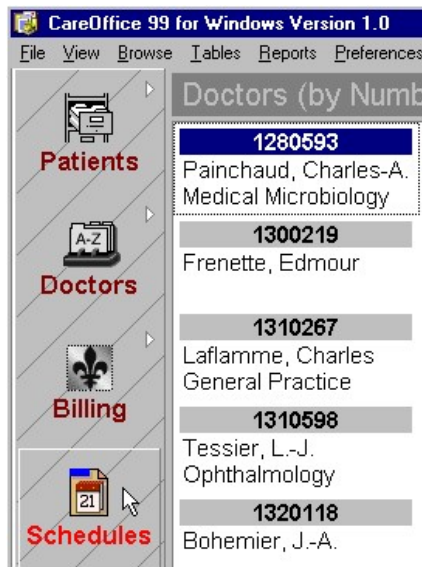 CareOffice 99 for Windows Version 1.0
File View Browse Tables Reports Preferences
Patients
A-Z
Doctors
Billing
21
Schedules
Doctors (by Numb
1280593
Painchaud, Charles-A.
Medical Microbiology
1300219
Frenette, Edmour
1310267
Laflamme, Charles
General Practice
1310598
Tessier, L.-J.
Ophthalmology
1320118
Bohemier, J.-A.